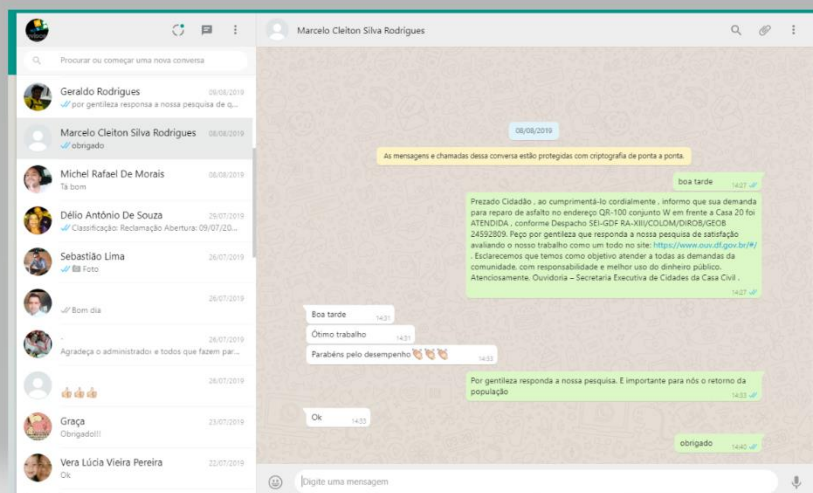 Procurar ou começar uma nova conversa
Geraldo Rodrigues 09/08/2019
por gentileza responsa a nossa pesquisa de q...
Marcelo Cleiton Silva Rodrigues 08/08/2019
obrigado
Michel Rafael De Morais 08/08/2019
Tá bom
Délio Antônio De Souza 29/07/2019
Classificação: Reclamação Abertura: 09/07/20...
Sebastião Lima 26/07/2019
Foto
26/07/2019
Bom dia
. 26/07/2019
Agradeça o administrador e todos que fazem par...
26/07/2019
👍👍👍
Graça 23/07/2019
Obrigado!!!
Vera Lúcia Vieira Pereira 22/07/2019
Ok
Marcelo Cleiton Silva Rodrigues
08/08/2019
As mensagens e chamadas dessa conversa estão protegidas com criptografia de ponta a ponta.
boa tarde 14:27
Prezado Cidadão , ao cumprimentá-lo cordialmente , informo que sua demanda
para reparo de asfalto no endereço QR-100 conjunto W em frente a Casa 20 foi
ATENDIDA , conforme Despacho SEI-GDF RA-XIII/COLOM/DIROB/GEOB
24592809. Peço por gentileza que responda a nossa pesquisa de satisfação
avaliando o nosso trabalho como um todo no site: https://www.ouv.df.gov.br/#/
. Esclarecemos que temos como objetivo atender a todas as demandas da
comunidade, com responsabilidade e melhor uso do dinheiro público.
Atenciosamente. Ouvidoria – Secretaria Executiva de Cidades da Casa Civil .
14:27
Boa tarde 14:31
Ótimo trabalho 14:31
Parabéns pelo desempenho 👏👏👏 14:33
Por gentileza responda a nossa pesquisa. E importante para nós o retorno da
população 14:33
Ok 14:33
obrigado 14:40
Digite uma mensagem